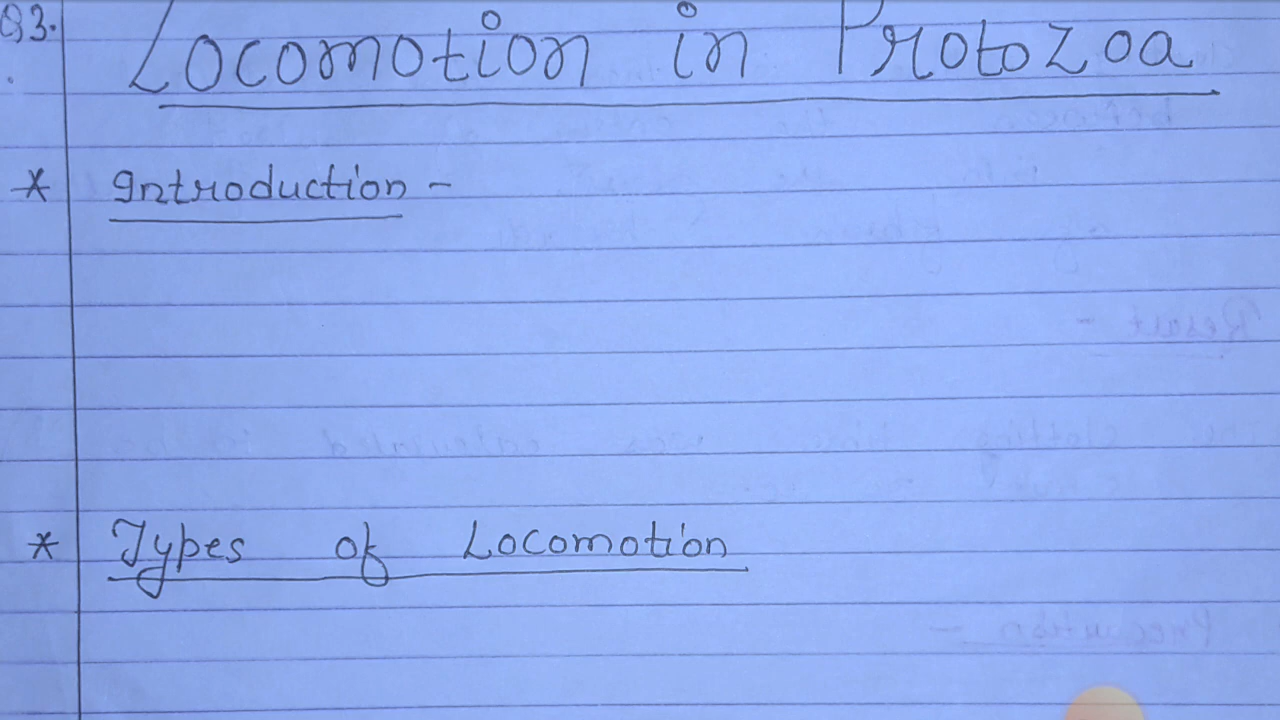 Q3. Locomotion in Protozoa
* Introduction -
* Types of Locomotion